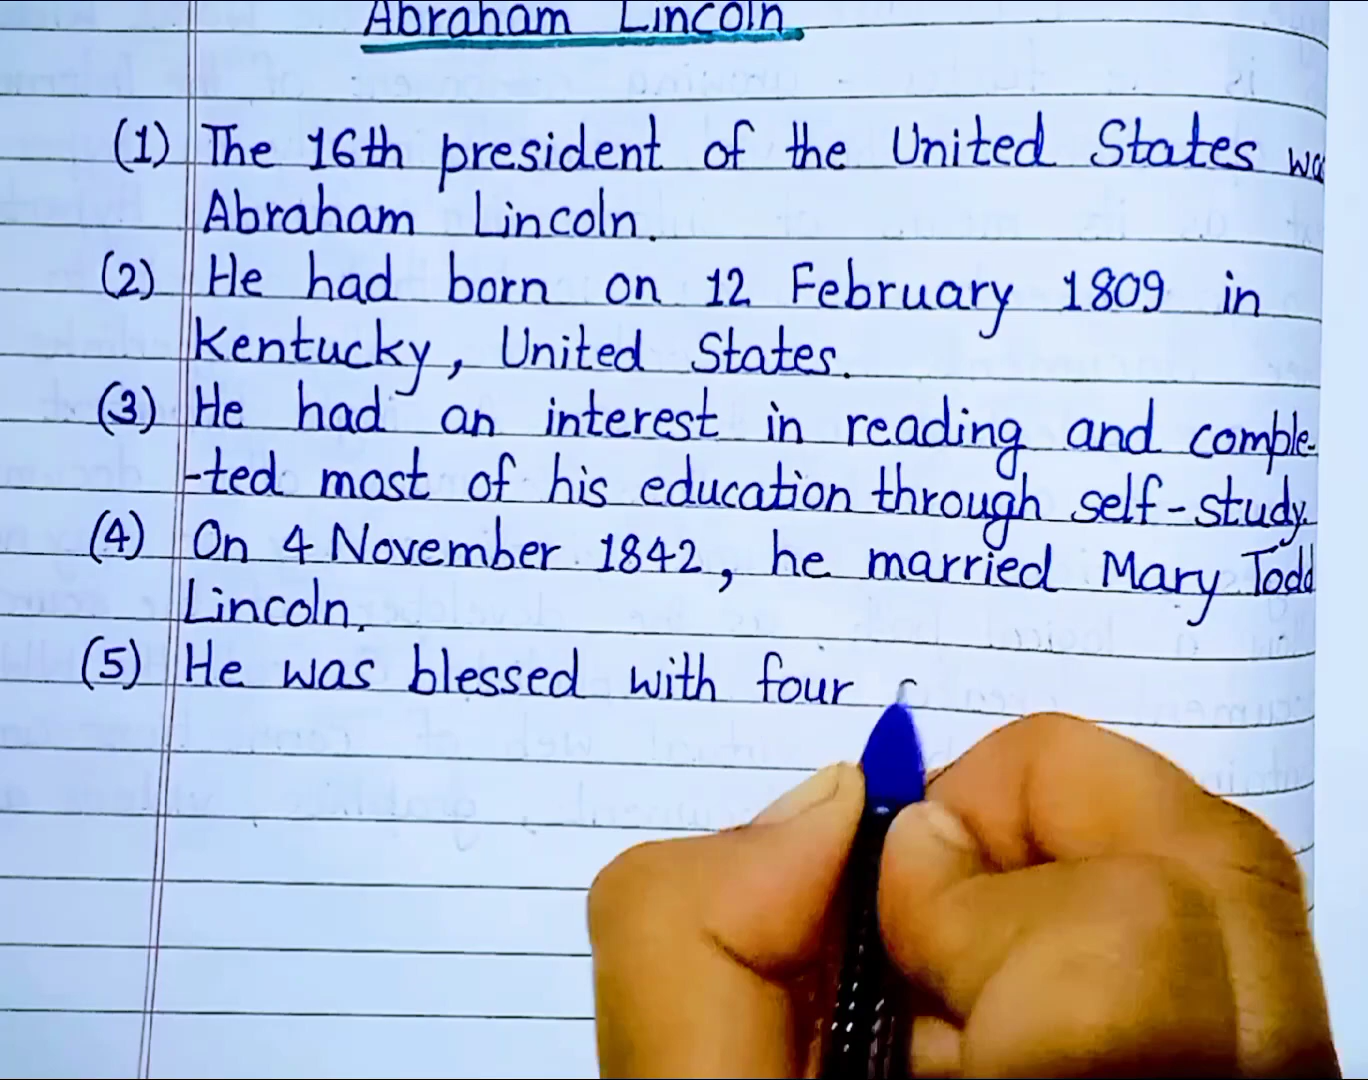 Abraham Lincoln
(1) The 16th president of the United States wa
Abraham Lincoln.
(2) He had born on 12 February 1809 in
Kentucky, United States.
(3) He had an interest in reading and comple-
-ted most of his education through self-study.
(4) On 4 November 1842, he married Mary Todd
Lincoln.
(5) He was blessed with four